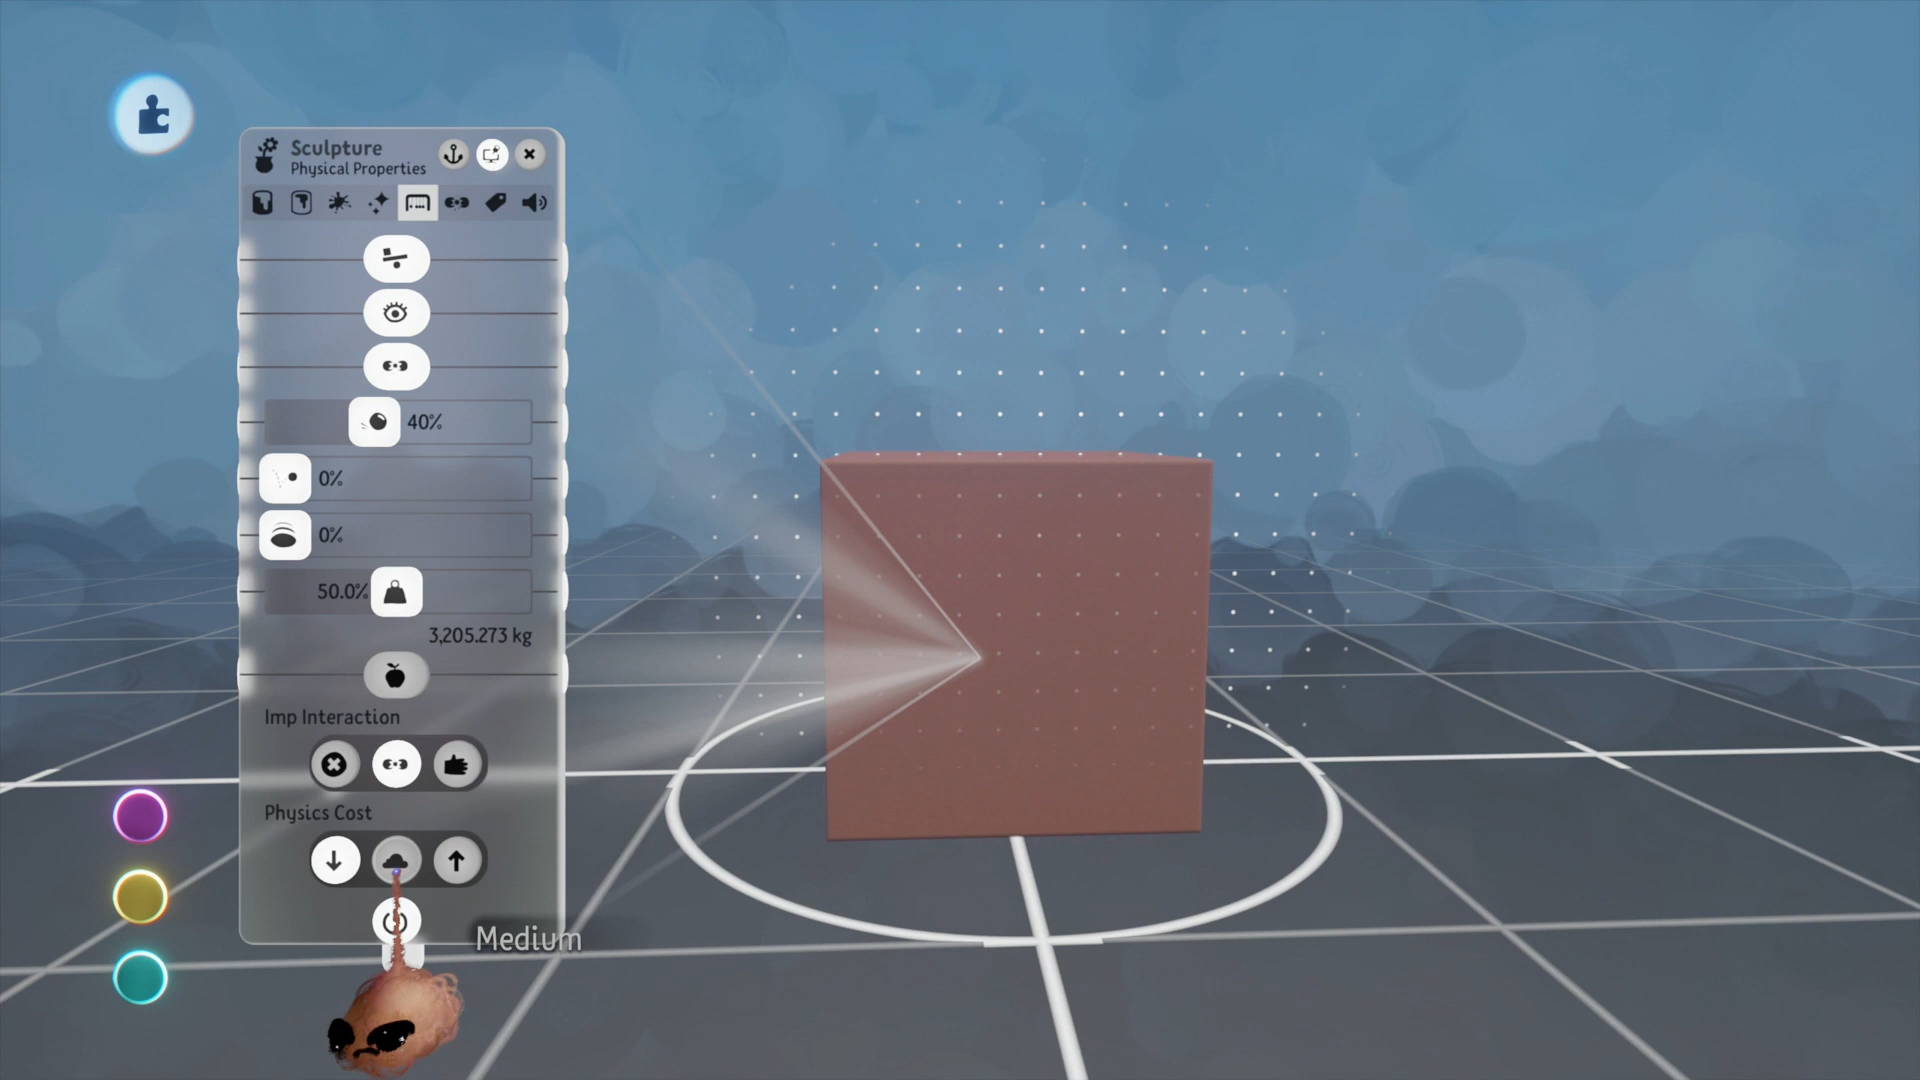 Sculpture
Physical Properties
40%
0%
0%
50.0%
3,205.273 kg
Imp Interaction
Physics Cost
Medium